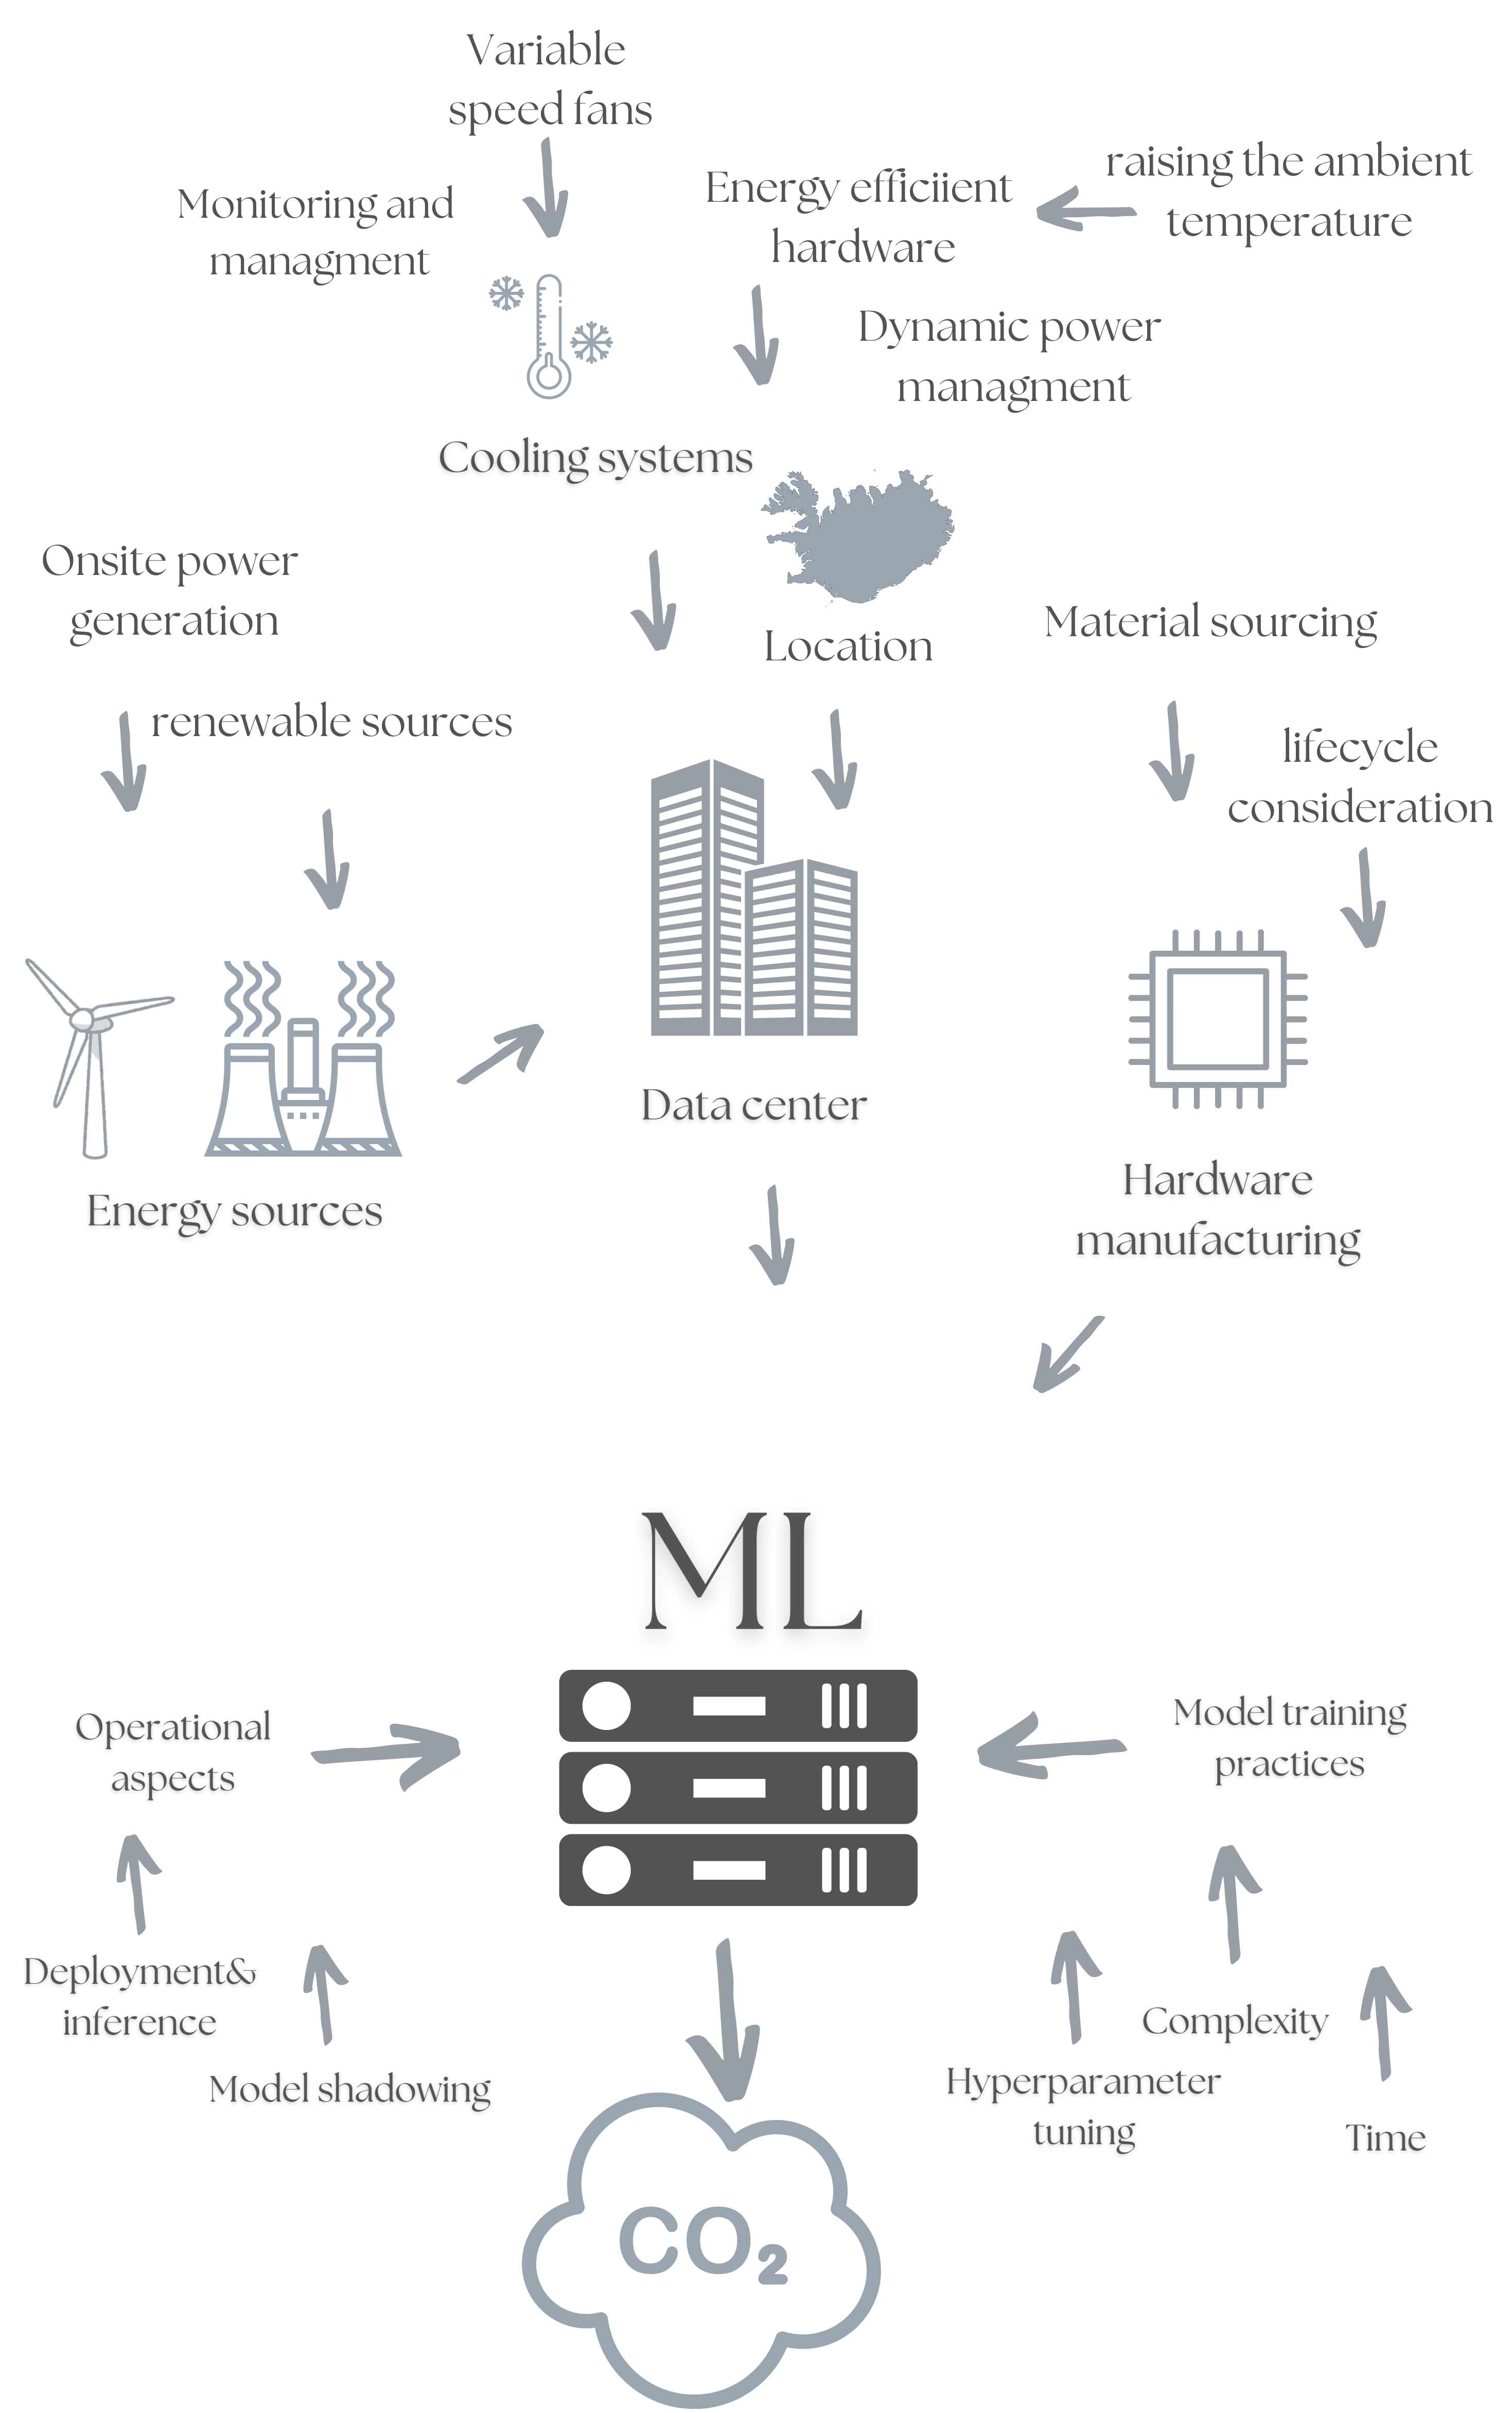 Variable
speed fans
Monitoring and
managment
Energy efficiient
hardware
raising the ambient
temperature
Dynamic power
managment
Cooling systems
Location
Onsite power
generation
renewable sources
Material sourcing
lifecycle
consideration
Energy sources
Data center
Hardware
manufacturing
ML
Operational
aspects
Model training
practices
Deployment&
inference
Model shadowing
Complexity
Hyperparameter
tuning
Time
CO₂